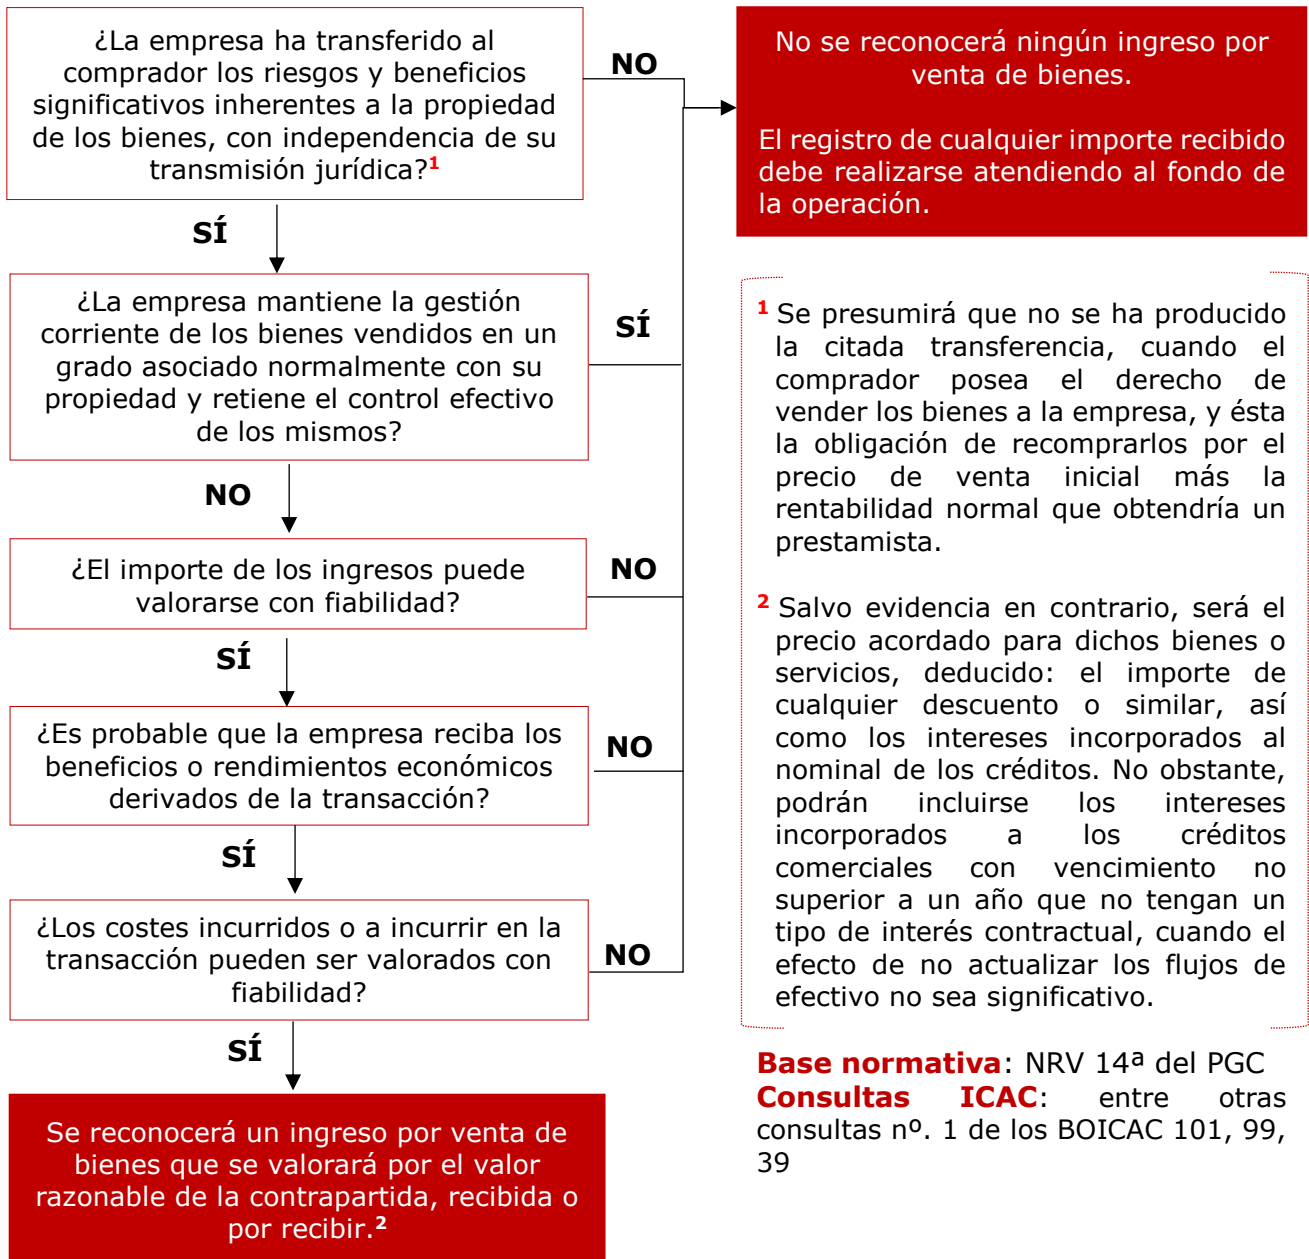 ¿La empresa ha transferido al
comprador los riesgos y beneficios
significativos inherentes a la propiedad
de los bienes, con independencia de su
transmisión jurídica?1
NO
No se reconocerá ningún ingreso por
venta de bienes.
El registro de cualquier importe recibido
debe realizarse atendiendo al fondo de
la operación.
SÍ
¿La empresa mantiene la gestión
corriente de los bienes vendidos en un
grado asociado normalmente con su
propiedad y retiene el control efectivo
de los mismos?
SÍ
NO
¿El importe de los ingresos puede
valorarse con fiabilidad?
NO
SÍ
¿Es probable que la empresa reciba los
beneficios o rendimientos económicos
derivados de la transacción?
NO
SÍ
¿Los costes incurridos o a incurrir en la
transacción pueden ser valorados con
fiabilidad?
NO
SÍ
Se reconocerá un ingreso por venta de
bienes que se valorará por el valor
razonable de la contrapartida, recibida o
por recibir.2
1 Se presumirá que no se ha producido
la citada transferencia, cuando el
comprador posea el derecho de
vender los bienes a la empresa, y ésta
la obligación de recomprarlos por el
precio de venta inicial más la
rentabilidad normal que obtendría un
prestamista.
2 Salvo evidencia en contrario, será el
precio acordado para dichos bienes o
servicios, deducido: el importe de
cualquier descuento o similar, así
como los intereses incorporados al
nominal de los créditos. No obstante,
podrán incluirse los intereses
incorporados a los créditos
comerciales con vencimiento no
superior a un año que no tengan un
tipo de interés contractual, cuando el
efecto de no actualizar los flujos de
efectivo no sea significativo.
Base normativa: NRV 14ª del PGC
Consultas ICAC: entre otras
consultas nº. 1 de los BOICAC 101, 99,
39